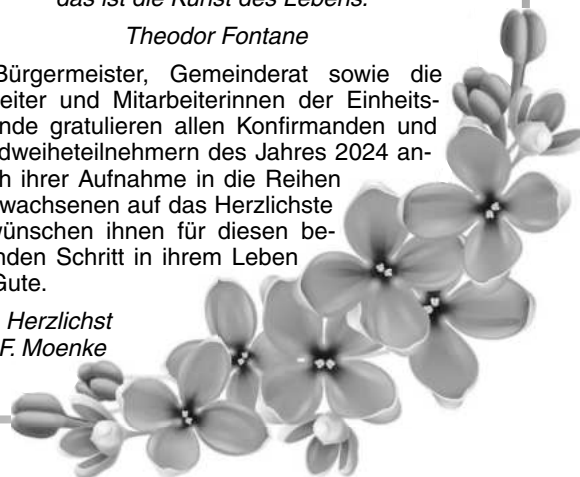 das ist die Kunst des Lebens.
Theodor Fontane
Bürgermeister, Gemeinderat sowie die
eiter und Mitarbeiterinnen der Einheits-
nde gratulieren allen Konfirmanden und
dweiheteilnehmern des Jahres 2024 an-
h ihrer Aufnahme in die Reihen
wachsenen auf das Herzlichste
wünschen ihnen für diesen be-
nden Schritt in ihrem Leben
Gute.
Herzlichst
F. Moenke